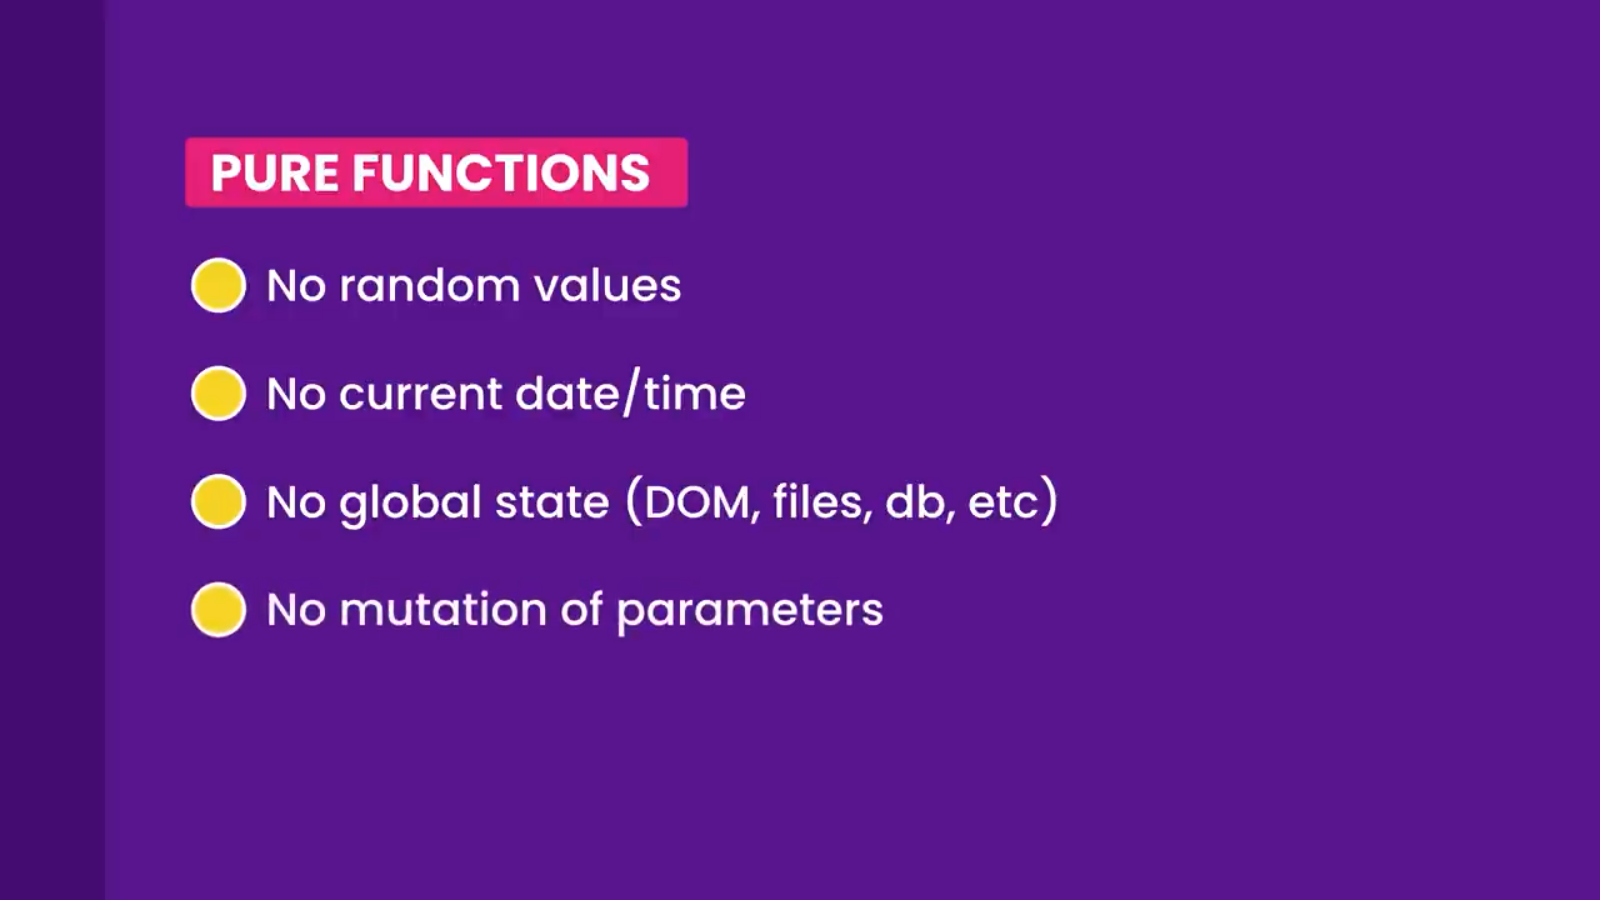 PURE FUNCTIONS
No random values
No current date/time
No global state (DOM, files, db, etc)
No mutation of parameters